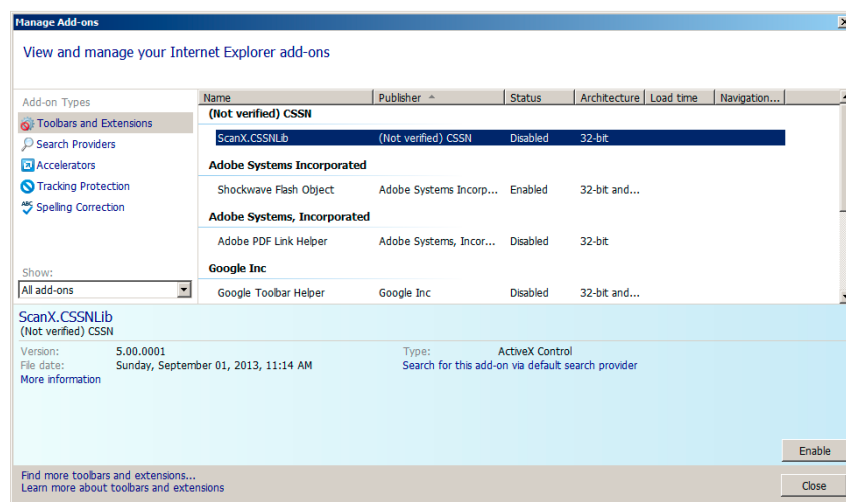 Manage Add-ons
View and manage your Internet Explorer add-ons
Add-on Types
Toolbars and Extensions
Search Providers
Accelerators
Tracking Protection
ABC Spelling Correction
Show:
All add-ons
Name Publisher Status Architecture Load time Navigation...
(Not verified) CSSN
ScanX.CSSNLib (Not verified) CSSN Disabled 32-bit
Adobe Systems Incorporated
Shockwave Flash Object Adobe Systems Incorp... Enabled 32-bit and...
Adobe Systems, Incorporated
Adobe PDF Link Helper Adobe Systems, Incor... Disabled 32-bit
Google Inc
Google Toolbar Helper Google Inc Disabled 32-bit and...
ScanX.CSSNLib
(Not verified) CSSN
Version: 5.00.0001 Type: ActiveX Control
File date: Sunday, September 01, 2013, 11:14 AM Search for this add-on via default search provider
More information
Enable
Find more toolbars and extensions...
Learn more about toolbars and extensions
Close